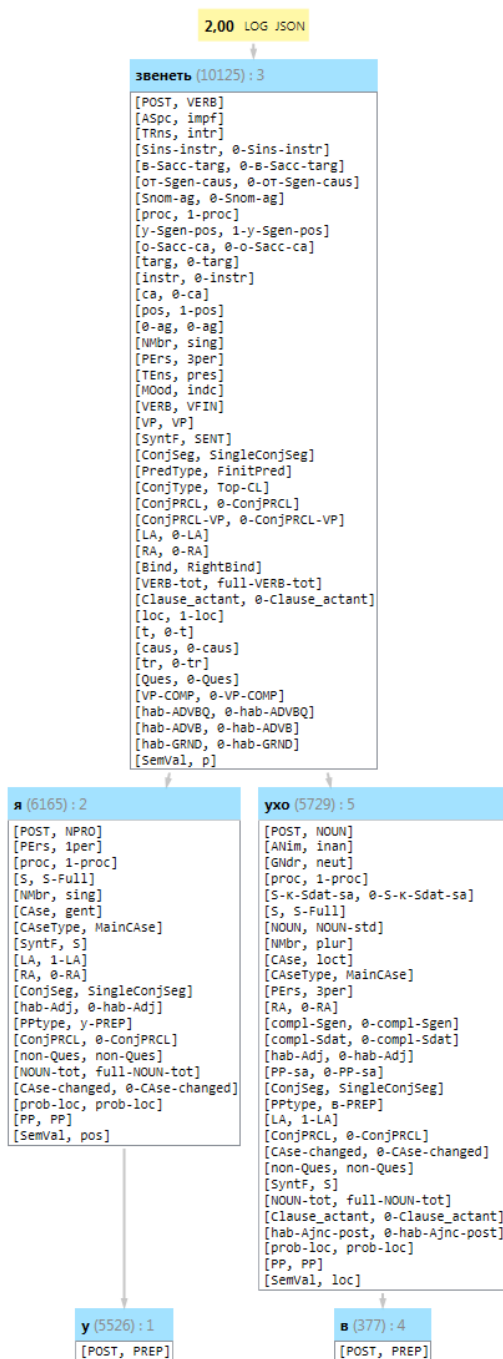 2,00 LOG JSON
звенеть (10125) : 3
[POST, VERB]
[ASpc, impf]
[TRns, intr]
[Sins-instr, 0-Sins-instr]
[в-Sacc-targ, 0-в-Sacc-targ]
[от-Sgen-caus, 0-от-Sgen-caus]
[Snom-ag, 0-Snom-ag]
[proc, 1-proc]
[у-Sgen-pos, 1-у-Sgen-pos]
[о-Sacc-ca, 0-о-Sacc-ca]
[targ, 0-targ]
[instr, 0-instr]
[ca, 0-ca]
[pos, 1-pos]
[0-ag, 0-ag]
[NMbr, sing]
[PErs, 3per]
[TEns, pres]
[MOod, indc]
[VERB, VFIN]
[VP, VP]
[SyntF, SENT]
[ConjSeg, SingleConjSeg]
[PredType, FinitPred]
[ConjType, Top-CL]
[ConjPRCL, 0-ConjPRCL]
[ConjPRCL-VP, 0-ConjPRCL-VP]
[LA, 0-LA]
[RA, 0-RA]
[Bind, RightBind]
[VERB-tot, full-VERB-tot]
[Clause_actant, 0-Clause_actant]
[loc, 1-loc]
[t, 0-t]
[caus, 0-caus]
[tr, 0-tr]
[Ques, 0-Ques]
[VP-COMP, 0-VP-COMP]
[hab-ADVBQ, 0-hab-ADVBQ]
[hab-ADVB, 0-hab-ADVB]
[hab-GRND, 0-hab-GRND]
[SemVal, p]
я (6165) : 2
[POST, NPRO]
[PErs, 1per]
[proc, 1-proc]
[S, S-Full]
[NMbr, sing]
[CAse, gent]
[CAseType, MainCAse]
[SyntF, S]
[LA, 1-LA]
[RA, 0-RA]
[ConjSeg, SingleConjSeg]
[hab-Adj, 0-hab-Adj]
[PPtype, у-PREP]
[ConjPRCL, 0-ConjPRCL]
[non-Ques, non-Ques]
[NOUN-tot, full-NOUN-tot]
[CAse-changed, 0-CAse-changed]
[prob-loc, prob-loc]
[PP, PP]
[SemVal, pos]
ухо (5729) : 5
[POST, NOUN]
[ANim, inan]
[GNdr, neut]
[proc, 1-proc]
[S-к-Sdat-sa, 0-S-к-Sdat-sa]
[S, S-Full]
[NOUN, NOUN-std]
[NMbr, plur]
[CAse, loct]
[CAseType, MainCAse]
[PErs, 3per]
[RA, 0-RA]
[compl-Sgen, 0-compl-Sgen]
[compl-Sdat, 0-compl-Sdat]
[hab-Adj, 0-hab-Adj]
[PP-sa, 0-PP-sa]
[ConjSeg, SingleConjSeg]
[PPtype, в-PREP]
[LA, 1-LA]
[ConjPRCL, 0-ConjPRCL]
[CAse-changed, 0-CAse-changed]
[non-Ques, non-Ques]
[SyntF, S]
[NOUN-tot, full-NOUN-tot]
[Clause_actant, 0-Clause_actant]
[hab-Ajnc-post, 0-hab-Ajnc-post]
[prob-loc, prob-loc]
[PP, PP]
[SemVal, loc]
у (5526) : 1
[POST, PREP]
в (377) : 4
[POST, PREP]